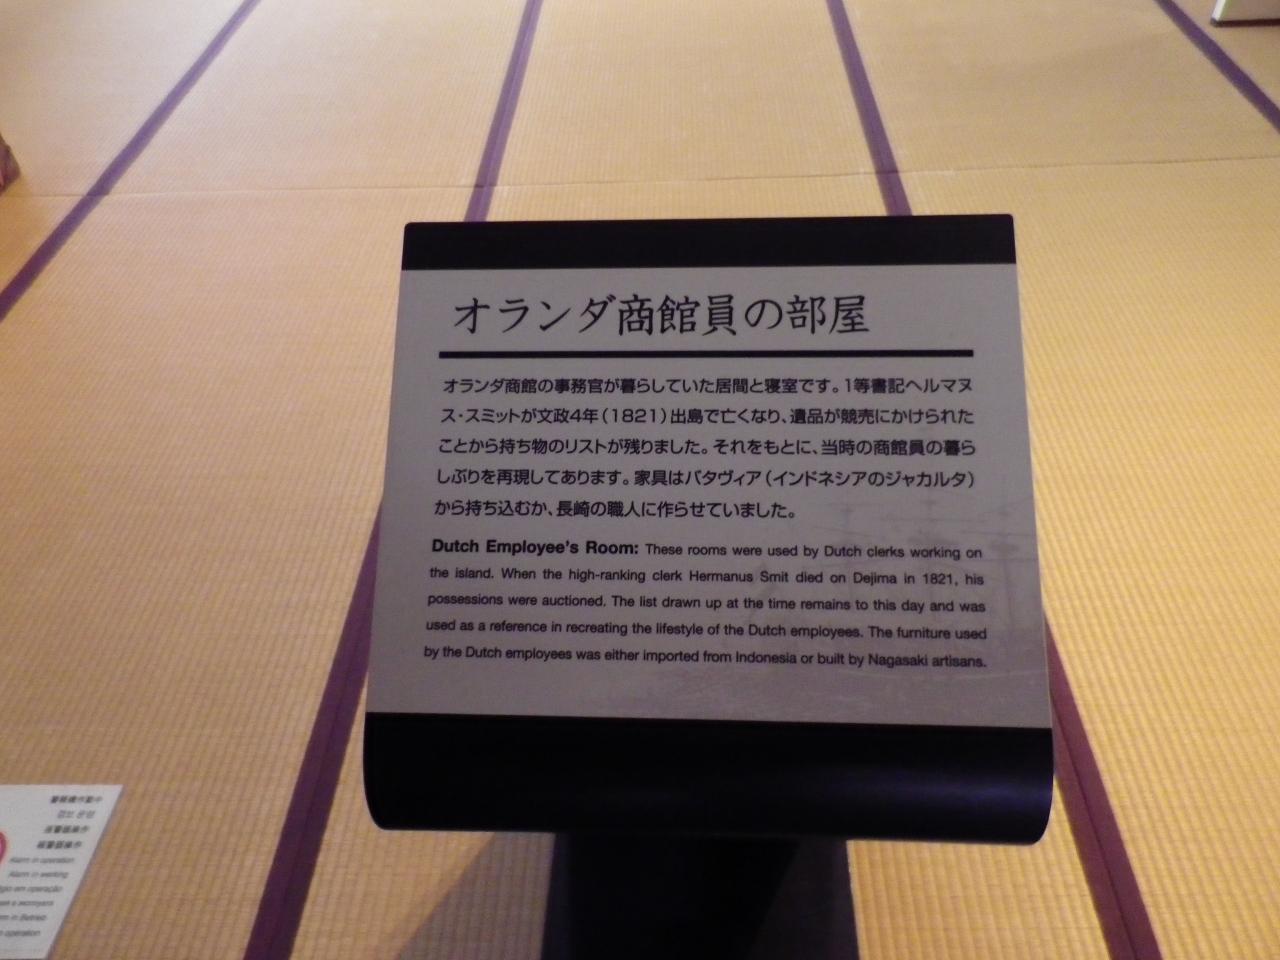 オランダ商館員の部屋
オランダ商館の事務官が暮らしていた居間と寝室です。1等書記ヘルマヌ
ス・スミットが文政4年(1821)出島で亡くなり、遺品が競売にかけられた
ことから持ち物のリストが残りました。それをもとに、当時の商館員の暮ら
しぶりを再現してあります。家具はバタヴィア(インドネシアのジャカルタ)
から持ち込むか、長崎の職人に作らせていました。
Dutch Employee's Room: These rooms were used by Dutch clerks working on
the island. When the high-ranking clerk Hermanus Smit died on Dejima in 1821, his
possessions were auctioned. The list drawn up at the time remains to this day and was
used as a reference in recreating the lifestyle of the Dutch employees. The furniture used
by the Dutch employees was either imported from Indonesia or built by Nagasaki artisans.
Alarm in operation
Alarm in working
em operação
in Betrieb
operation